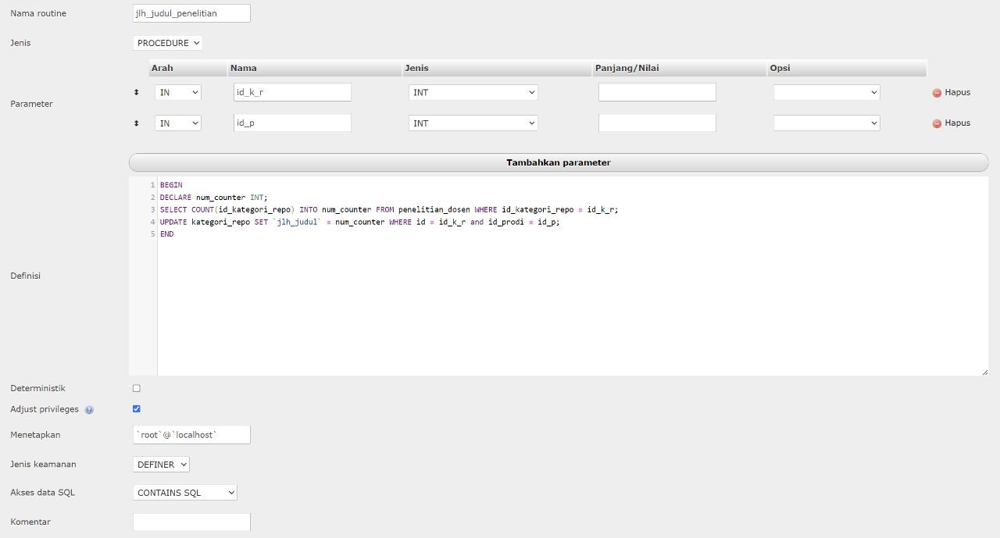 Nama routine jlh_judul_penelitian
Jenis PROCEDURE
Arah Nama Jenis Panjang/Nilai Opsi
Parameter
IN id_k_r INT Hapus
IN id_p INT Hapus
Tambahkan parameter
Definisi
1 BEGIN
2 DECLARE num_counter INT;
3 SELECT COUNT(id_kategori_repo) INTO num_counter FROM penelitian_dosen WHERE id_kategori_repo = id_k_r;
4 UPDATE kategori_repo SET `jlh_judul` = num_counter WHERE id = id_k_r and id_prodi = id_p;
5 END
Deterministik
Adjust privileges
Menetapkan `root`@`localhost`
Jenis keamanan DEFINER
Akses data SQL CONTAINS SQL
Komentar